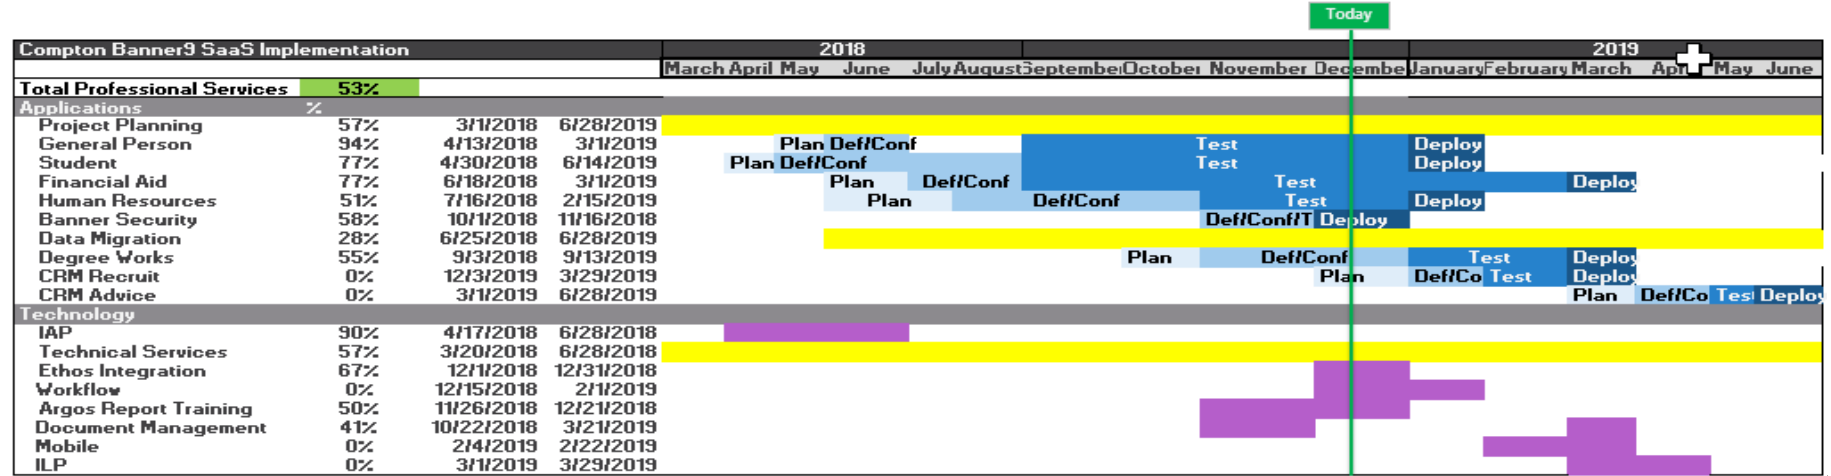 Today
Compton Banner9 SaaS Implementation 2018 2019
March April May June July August September October November December January February March April May June
Total Professional Services 53%
Applications %
Project Planning 57% 3/1/2018 6/28/2019
General Person 94% 4/13/2018 3/1/2019 Plan Def/Conf Test Deploy
Student 77% 4/30/2018 6/14/2019 Plan Def/Conf Test Deploy
Financial Aid 77% 6/18/2018 3/1/2019 Plan Def/Conf Test Deploy
Human Resources 51% 7/16/2018 2/15/2019 Plan Def/Conf Test Deploy
Banner Security 58% 10/1/2018 11/16/2018 Def/Conf/T Deploy
Data Migration 28% 6/25/2018 6/28/2019
Degree Works 55% 9/3/2018 9/13/2019 Plan Def/Conf Test Deploy
CRM Recruit 0% 12/3/2019 3/29/2019 Plan Def/Co Test Deploy
CRM Advice 0% 3/1/2019 6/28/2019 Plan Def/Co Test Deploy
Technology
IAP 90% 4/17/2018 6/28/2018
Technical Services 57% 3/20/2018 6/28/2018
Ethos Integration 67% 12/1/2018 12/31/2018
Workflow 0% 12/15/2018 2/1/2019
Argos Report Training 50% 11/26/2018 12/21/2018
Document Management 41% 10/22/2018 3/21/2019
Mobile 0% 2/4/2019 2/22/2019
ILP 0% 3/1/2019 3/29/2019